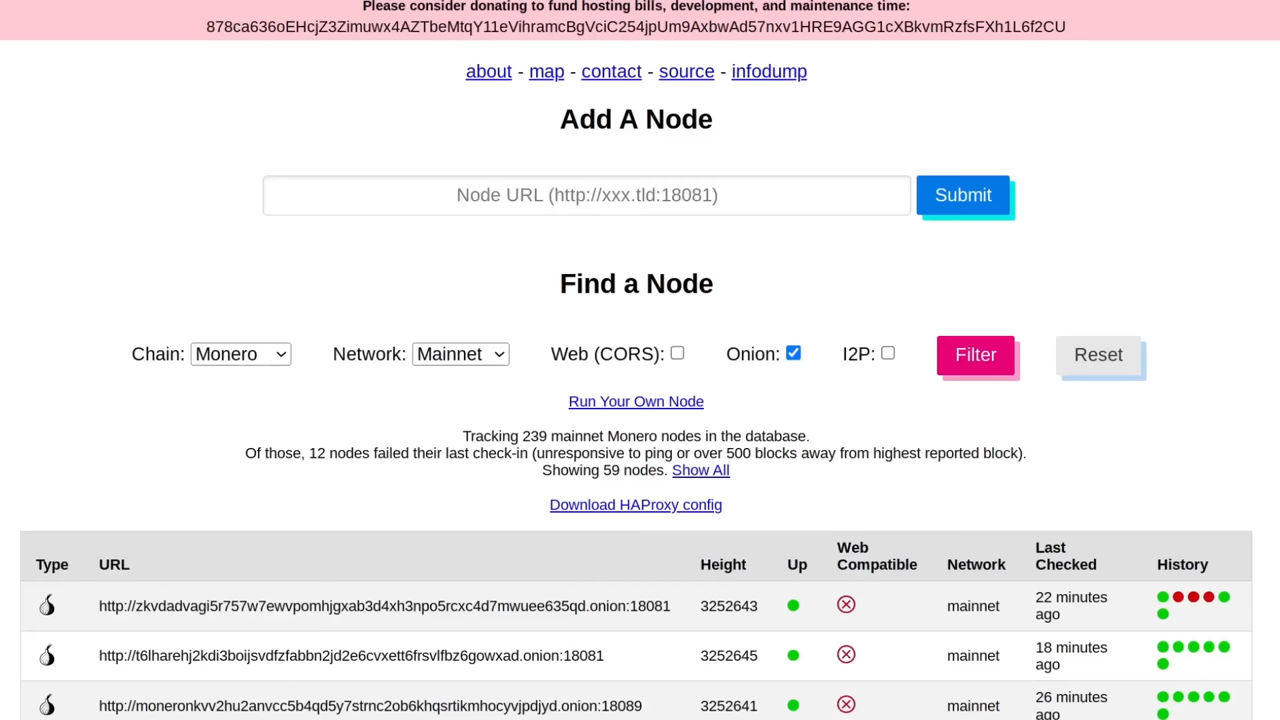 Please consider donating to fund hosting bills, development, and maintenance time:
878ca636oEHcjZ3Zimuwx4AZTbeMtqY11eVihramcBgVciC254jpUm9AxbwAd57nxv1HRE9AGG1cXBkvmRzfsFXh1L6f2CU
about - map - contact - source - infodump
Add A Node
Node URL (http://xxx.tld:18081) Submit
Find a Node
Chain: Monero Network: Mainnet Web (CORS): Onion: I2P: Filter Reset
Run Your Own Node
Tracking 239 mainnet Monero nodes in the database.
Of those, 12 nodes failed their last check-in (unresponsive to ping or over 500 blocks away from highest reported block).
Showing 59 nodes. Show All
Download HAProxy config
Type URL Height Up Web Compatible Network Last Checked History
http://zkvdadvagi5r757w7ewvpomhjgxab3d4xh3npo5rcxc4d7mwuee635qd.onion:18081 3252643 mainnet 22 minutes ago
http://t6lharehj2kdi3boijsvdfzfabbn2jd2e6cvxett6frsvlfbz6gowxad.onion:18081 3252645 mainnet 18 minutes ago
http://moneronkvv2hu2anvcc5b4qd5y7strnc2ob6khqsrtikrnhocyvjpdjyd.onion:18089 3252641 mainnet 26 minutes ago